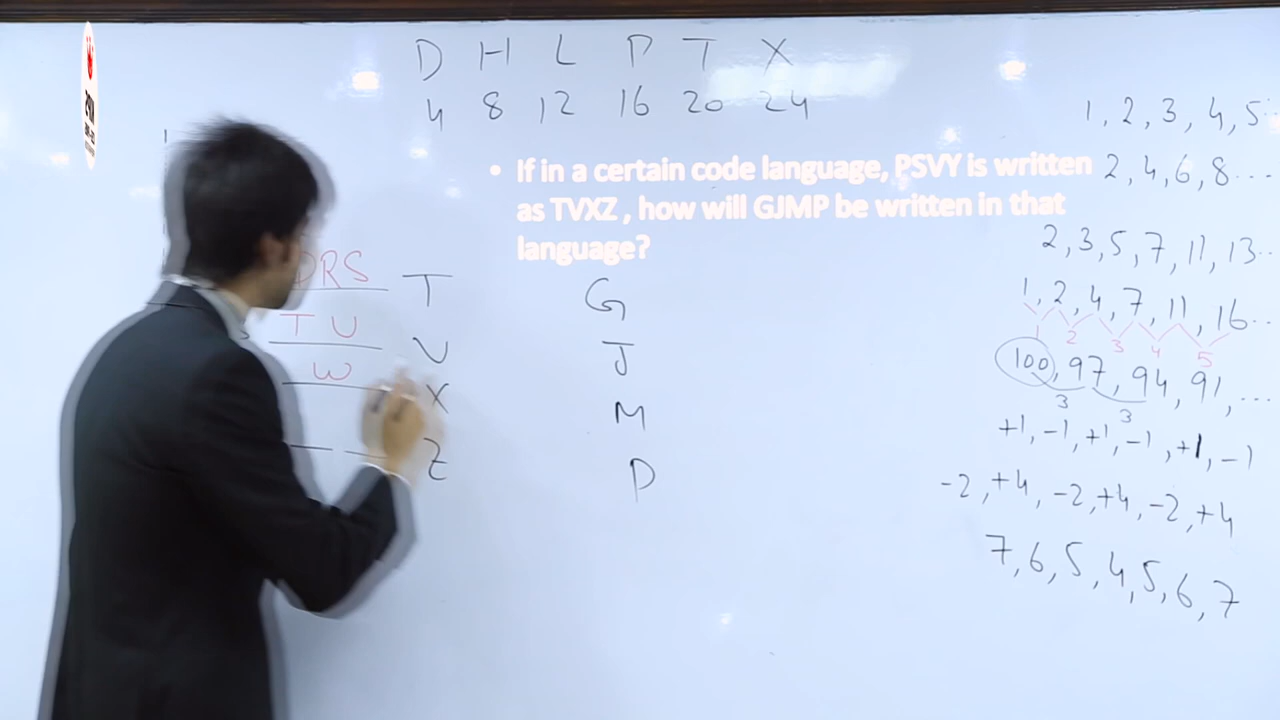 D H L P T X
4 8 12 16 20 24
• If in a certain code language, PSVY is written
as TVXZ , how will GJMP be written in that
language?
QRS T G
T U V J
W X M
Z P
1, 2, 3, 4, 5..
2, 4, 6, 8....
2, 3, 5, 7, 11, 13..
1, 2, 4, 7, 11, 16..
1 2 3 4 5
100, 97, 94, 91, ...
3 3
+1, -1, +1, -1, +1, -1
-2, +4, -2, +4, -2, +4
7, 6, 5, 4, 5, 6, 7